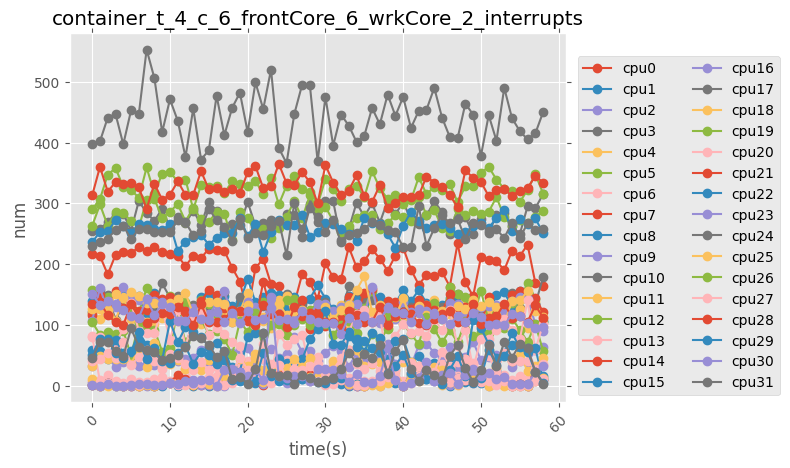 container_t_4_c_6_frontCore_6_wrkCore_2_interrupts
num
500
400
300
200
100
0
0 10 20 30 40 50 60
time(s)
cpu0 cpu16
cpu1 cpu17
cpu2 cpu18
cpu3 cpu19
cpu4 cpu20
cpu5 cpu21
cpu6 cpu22
cpu7 cpu23
cpu8 cpu24
cpu9 cpu25
cpu10 cpu26
cpu11 cpu27
cpu12 cpu28
cpu13 cpu29
cpu14 cpu30
cpu15 cpu31